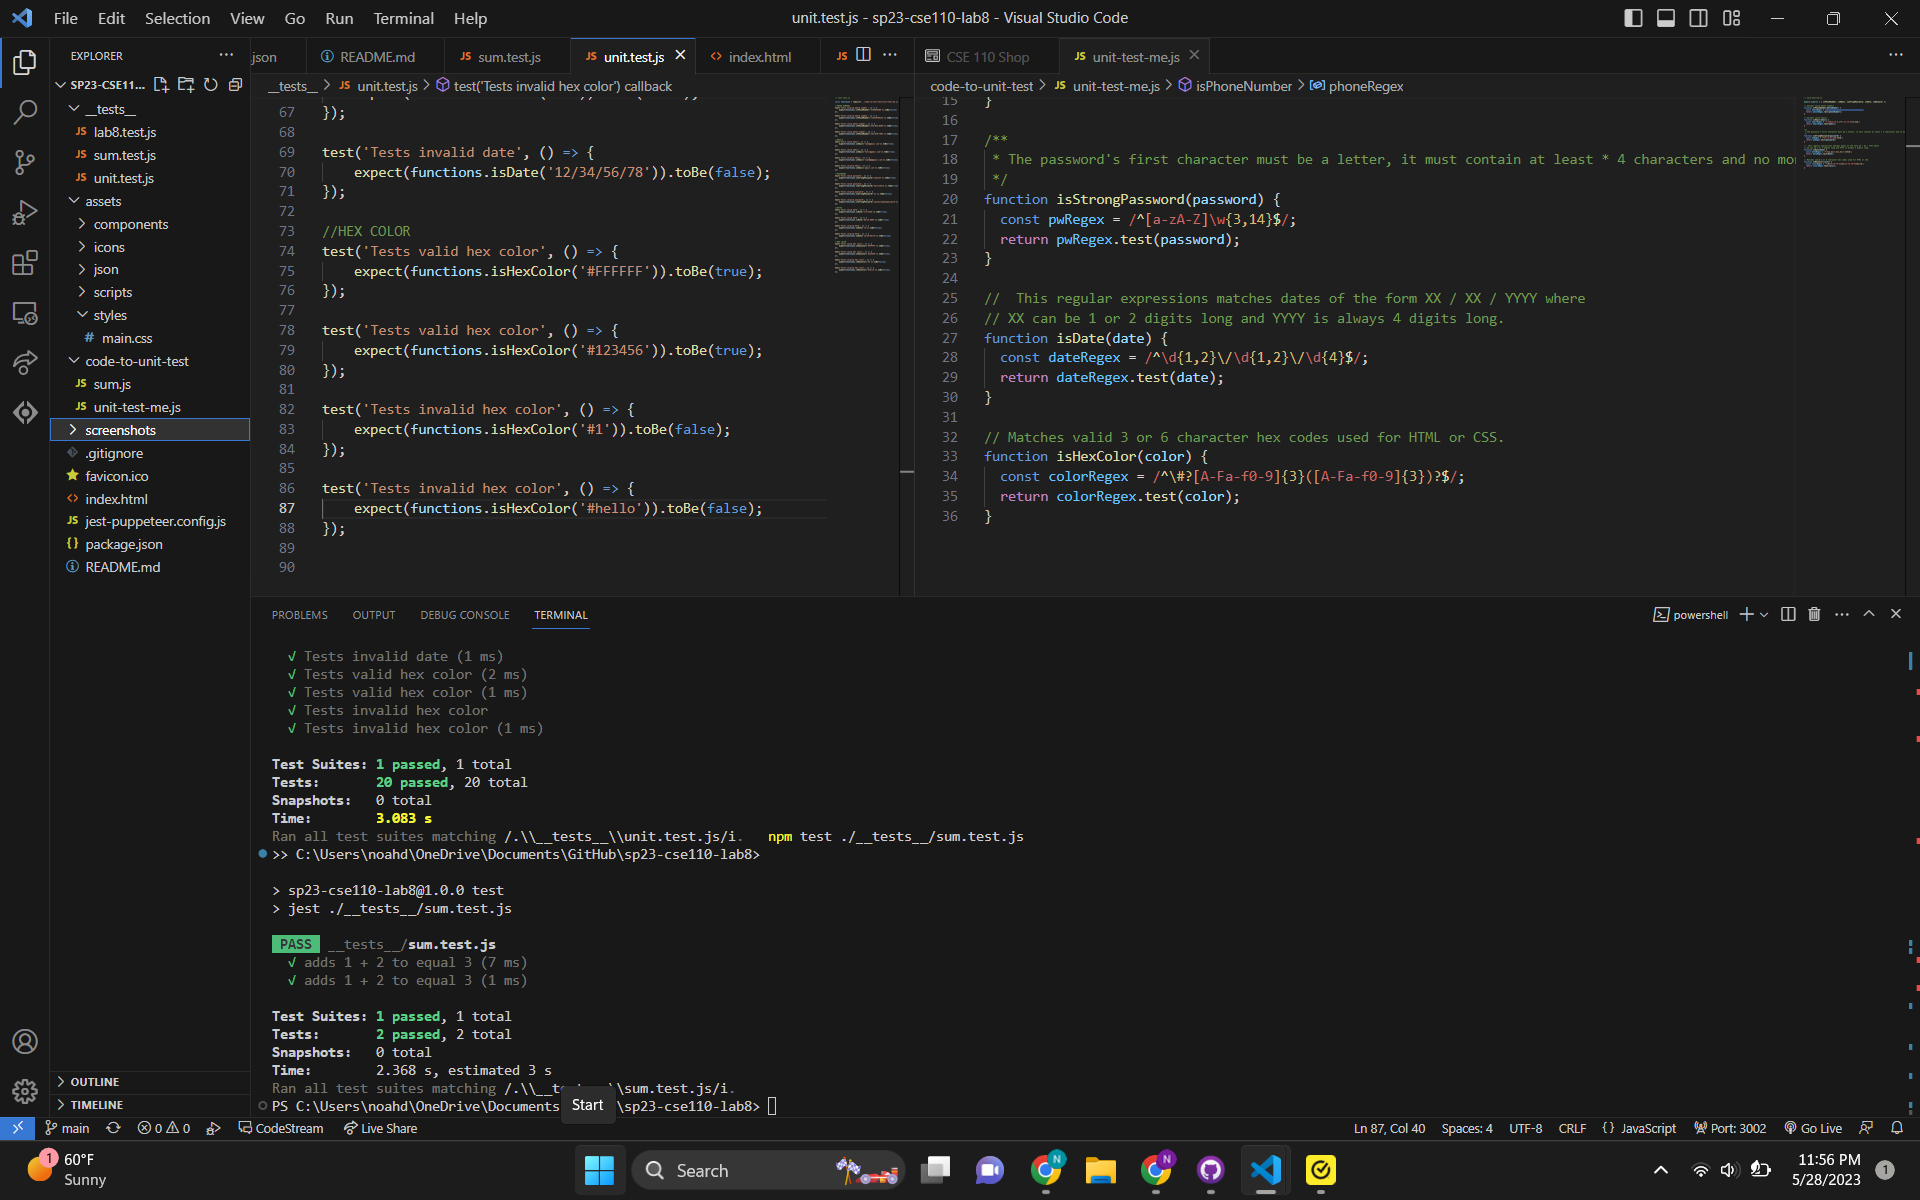 File Edit Selection View Go Run Terminal Help
unit.test.js - sp23-cse110-lab8 - Visual Studio Code
EXPLORER
SP23-CSE11...
__tests__
JS lab8.test.js
JS sum.test.js
JS unit.test.js
assets
components
icons
json
scripts
styles
# main.css
code-to-unit-test
JS sum.js
JS unit-test-me.js
screenshots
.gitignore
favicon.ico
<> index.html
JS jest-puppeteer.config.js
{} package.json
README.md
OUTLINE
TIMELINE
json README.md JS sum.test.js JS unit.test.js <> index.html JS
__tests__ > JS unit.test.js > test('Tests invalid hex color') callback
67 });
68
69 test('Tests invalid date', () => {
70 expect(functions.isDate('12/34/56/78')).toBe(false);
71 });
72
73 //HEX COLOR
74 test('Tests valid hex color', () => {
75 expect(functions.isHexColor('#FFFFFF')).toBe(true);
76 });
77
78 test('Tests valid hex color', () => {
79 expect(functions.isHexColor('#123456')).toBe(true);
80 });
81
82 test('Tests invalid hex color', () => {
83 expect(functions.isHexColor('#1')).toBe(false);
84 });
85
86 test('Tests invalid hex color', () => {
87 expect(functions.isHexColor('#hello')).toBe(false);
88 });
89
90
CSE 110 Shop JS unit-test-me.js
code-to-unit-test > JS unit-test-me.js > isPhoneNumber > phoneRegex
15 }
16
17 /**
18 * The password's first character must be a letter, it must contain at least * 4 characters and no mo
19 */
20 function isStrongPassword(password) {
21 const pwRegex = /^[a-zA-Z]\w{3,14}$/;
22 return pwRegex.test(password);
23 }
24
25 // This regular expressions matches dates of the form XX / XX / YYYY where
26 // XX can be 1 or 2 digits long and YYYY is always 4 digits long.
27 function isDate(date) {
28 const dateRegex = /^\d{1,2}\/\d{1,2}\/\d{4}$/;
29 return dateRegex.test(date);
30 }
31
32 // Matches valid 3 or 6 character hex codes used for HTML or CSS.
33 function isHexColor(color) {
34 const colorRegex = /^\#?[A-Fa-f0-9]{3}([A-Fa-f0-9]{3})?$/;
35 return colorRegex.test(color);
36 }
PROBLEMS OUTPUT DEBUG CONSOLE TERMINAL
powershell
√ Tests invalid date (1 ms)
√ Tests valid hex color (2 ms)
√ Tests valid hex color (1 ms)
√ Tests invalid hex color
√ Tests invalid hex color (1 ms)
Test Suites: 1 passed, 1 total
Tests: 20 passed, 20 total
Snapshots: 0 total
Time: 3.083 s
Ran all test suites matching /.\\__tests__\\unit.test.js/i. npm test ./__tests__/sum.test.js
>> C:\Users\noahd\OneDrive\Documents\GitHub\sp23-cse110-lab8>
> sp23-cse110-lab8@1.0.0 test
> jest ./__tests__/sum.test.js
PASS __tests__/sum.test.js
√ adds 1 + 2 to equal 3 (7 ms)
√ adds 1 + 2 to equal 3 (1 ms)
Test Suites: 1 passed, 1 total
Tests: 2 passed, 2 total
Snapshots: 0 total
Time: 2.368 s, estimated 3 s
Ran all test suites matching /.\\__t \\sum.test.js/i.
PS C:\Users\noahd\OneDrive\Documents \sp23-cse110-lab8>
Start
main 0 0 CodeStream Live Share
Ln 87, Col 40 Spaces: 4 UTF-8 CRLF {} JavaScript Port: 3002 Go Live
1 60°F
Sunny
Search
N
N
11:56 PM
5/28/2023
1